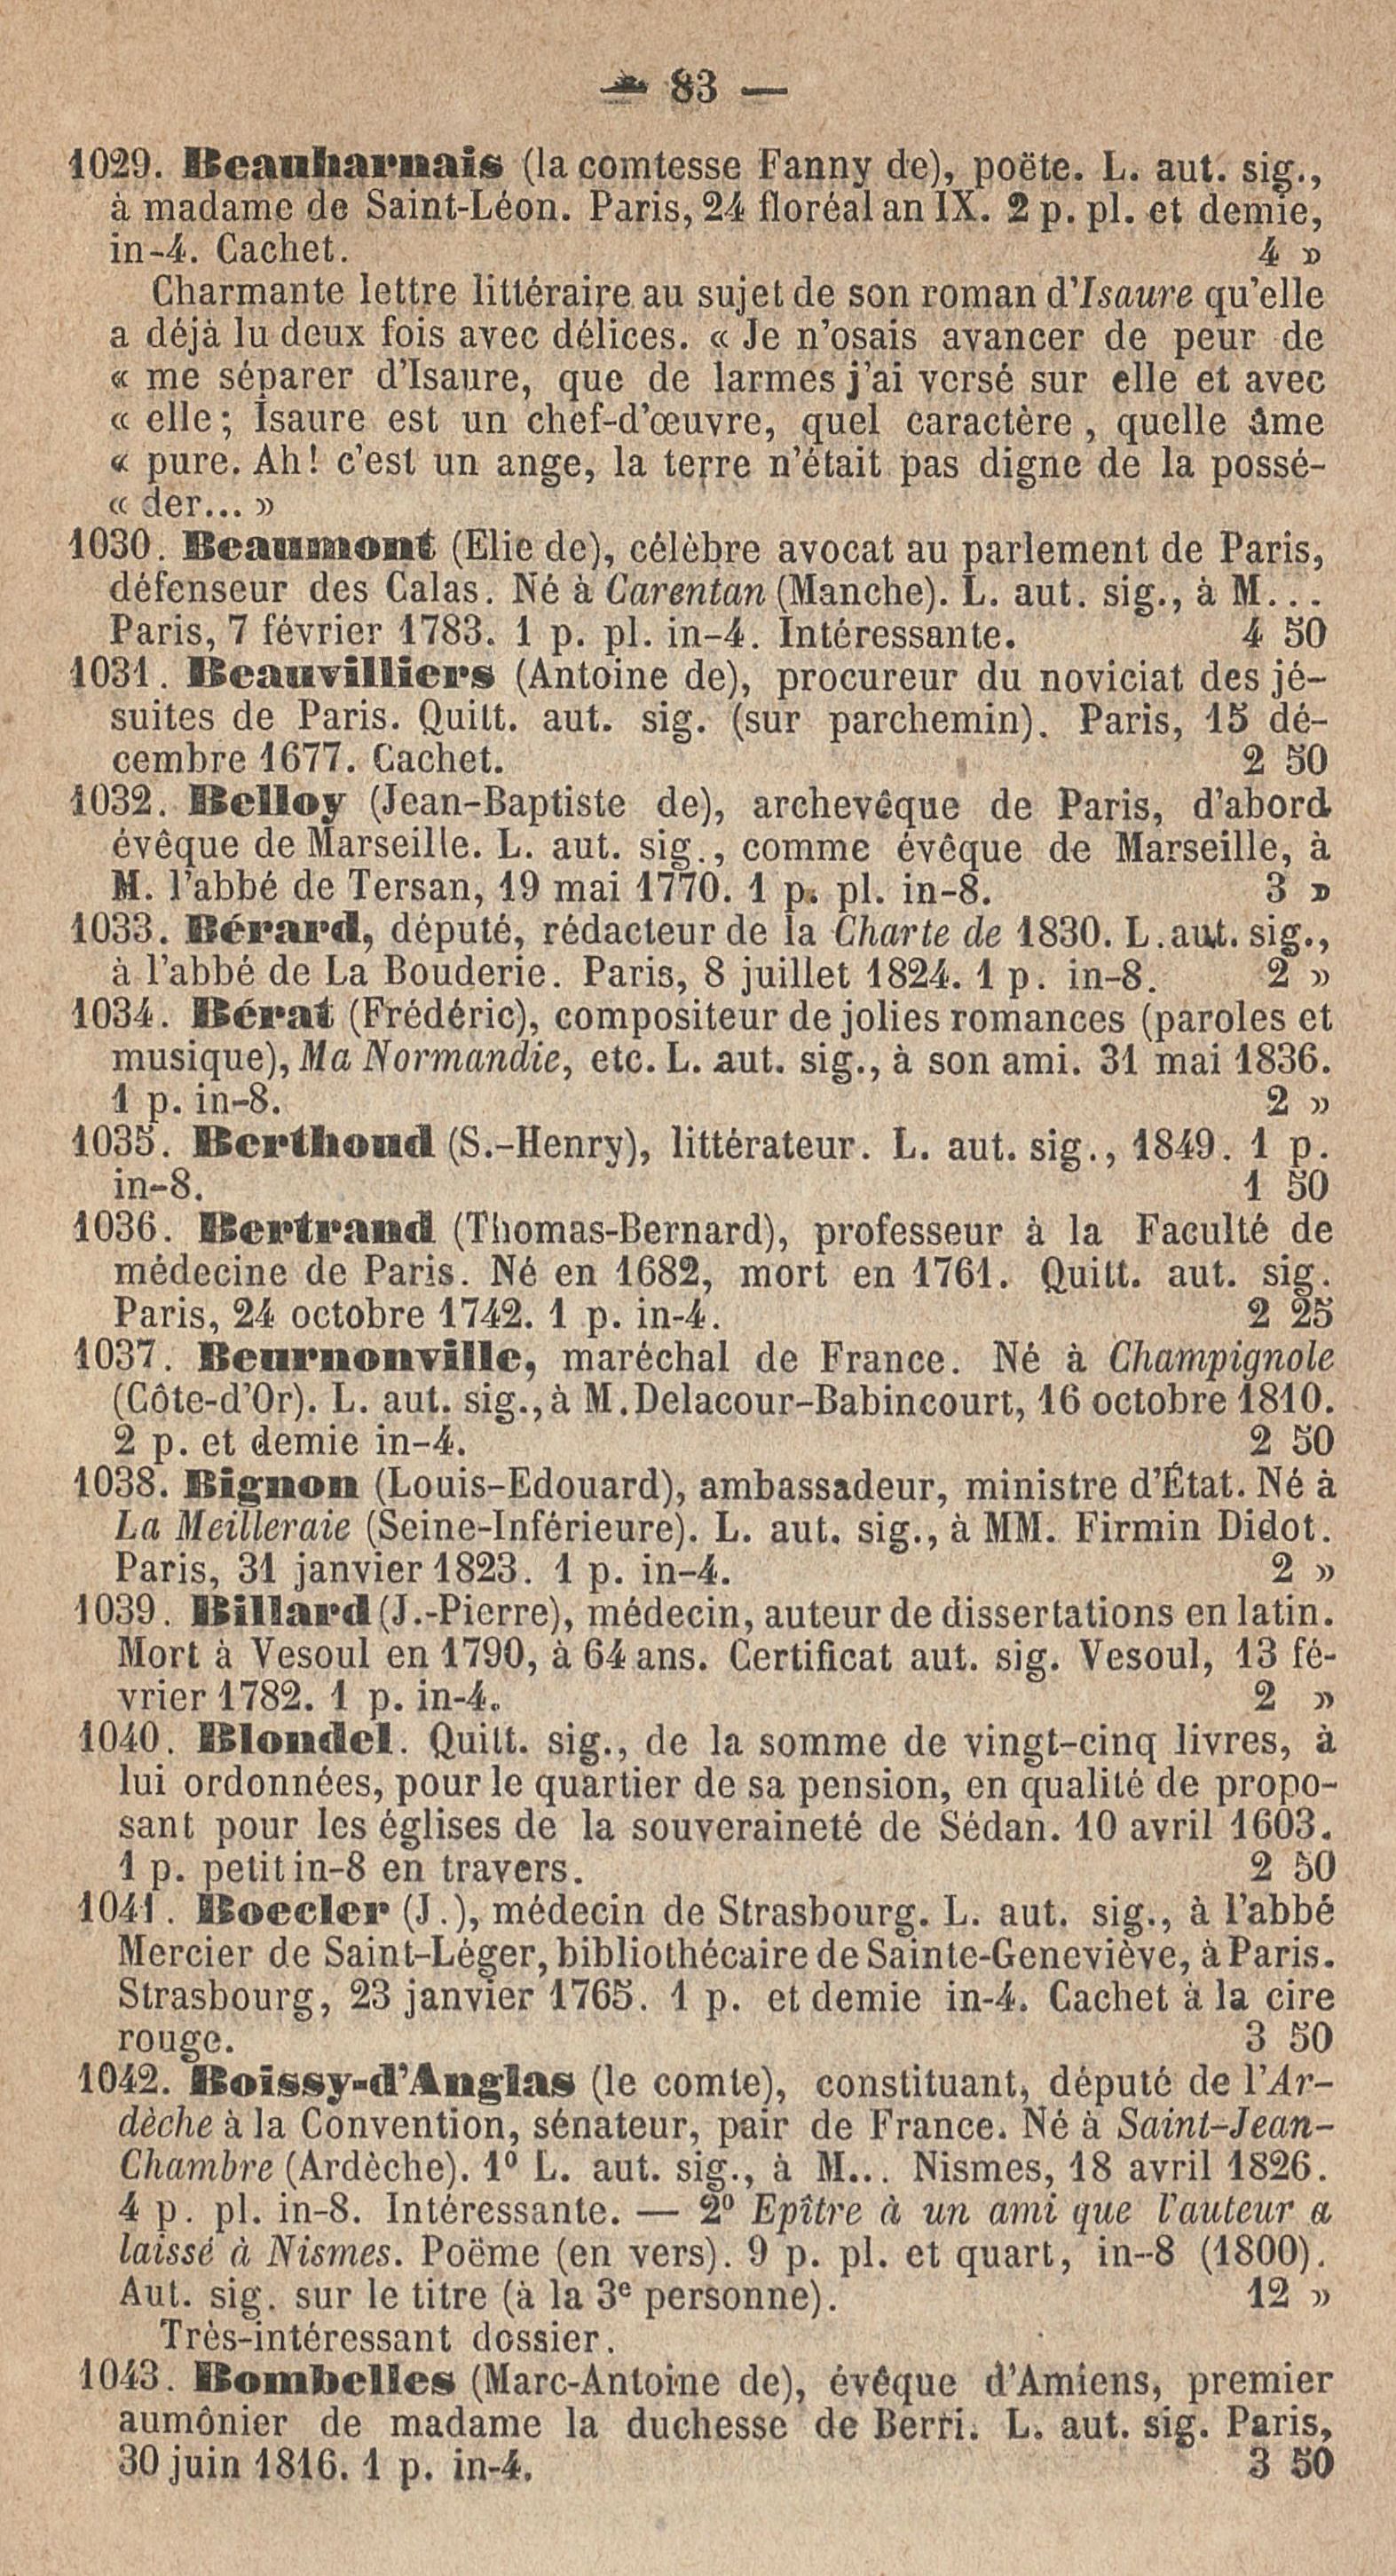 — 83 —
1029. Beauharnais (la comtesse Fanny de), poëte. L. aut. sig.,
à madame de Saint-Léon. Paris, 24 floréal an IX. 2 p. pl. et demie,
in-4. Cachet. 4 »
Charmante lettre littéraire au sujet de son roman d'Isaure qu'elle
a déjà lu deux fois avec délices. « Je n'osais avancer de peur de
« me séparer d'Isaure, que de larmes j'ai versé sur elle et avec
« elle; Isaure est un chef-d'œuvre, quel caractère, quelle âme
« pure. Ah! c'est un ange, la terre n'était pas digne de la possé-
« der... »
1030. Beaumont (Elie de), célèbre avocat au parlement de Paris,
défenseur des Calas. Né à Carentan (Manche). L. aut. sig., à M...
Paris, 7 février 1783. 1 p. pl. in-4. Intéressante. 4 50
1031. Beauvilliers (Antoine de), procureur du noviciat des jé-
suites de Paris. Quitt. aut. sig. (sur parchemin). Paris, 15 dé-
cembre 1677. Cachet. 2 50
1032. Belloy (Jean-Baptiste de), archevêque de Paris, d'abord
évêque de Marseille. L. aut. sig., comme évêque de Marseille, à
M. l'abbé de Tersan, 19 mai 1770. 1 p. pl. in-8. 3 »
1033. Bérard, député, rédacteur de la Charte de 1830. L. aut. sig.,
à l'abbé de La Bouderie. Paris, 8 juillet 1824. 1 p. in-8. 2 »
1034. Bérat (Frédéric), compositeur de jolies romances (paroles et
musique), Ma Normandie, etc. L. aut. sig., à son ami. 31 mai 1836.
1 p. in-8. 2 »
1035. Berthoud (S.-Henry), littérateur. L. aut. sig., 1849. 1 p.
in-8. 1 50
1036. Bertrand (Thomas-Bernard), professeur à la Faculté de
médecine de Paris. Né en 1682, mort en 1761. Quitt. aut. sig.
Paris, 24 octobre 1742. 1 p. in-4. 2 25
1037. Beurnonville, maréchal de France. Né à Champignole
(Côte-d'Or). L. aut. sig., à M. Delacour-Babincourt, 16 octobre 1810.
2 p. et demie in-4. 2 50
1038. Bignon (Louis-Edouard), ambassadeur, ministre d'État. Né à
La Meilleraie (Seine-Inférieure). L. aut. sig., à MM. Firmin Didot.
Paris, 31 janvier 1823. 1 p. in-4. 2 »
1039. Billard (J.-Pierre), médecin, auteur de dissertations en latin.
Mort à Vesoul en 1790, à 64 ans. Certificat aut. sig. Vesoul, 13 fé-
vrier 1782. 1 p. in-4. 2 »
1040. Blondel. Quitt. sig., de la somme de vingt-cinq livres, à
lui ordonnées, pour le quartier de sa pension, en qualité de propo-
sant pour les églises de la souveraineté de Sédan. 10 avril 1603.
1 p. petit in-8 en travers. 2 50
1041. Boecler (J.), médecin de Strasbourg. L. aut. sig., à l'abbé
Mercier de Saint-Léger, bibliothécaire de Sainte-Geneviève, à Paris.
Strasbourg, 23 janvier 1765. 1 p. et demie in-4. Cachet à la cire
rouge. 3 50
1042. Boissy-d'Anglas (le comte), constituant, député de l'Ar-
dèche à la Convention, sénateur, pair de France. Né à Saint-Jean-
Chambre (Ardèche). 1º L. aut. sig., à M... Nismes, 18 avril 1826.
4 p. pl. in-8. Intéressante. — 2º Epître à un ami que l'auteur a
laissé à Nismes. Poëme (en vers). 9 p. pl. et quart, in-8 (1800).
Aut. sig. sur le titre (à la 3e personne). 12 »
Très-intéressant dossier.
1043. Bombelles (Marc-Antoine de), évêque d'Amiens, premier
aumônier de madame la duchesse de Berri. L. aut. sig. Paris,
30 juin 1816. 1 p. in-4. 3 50